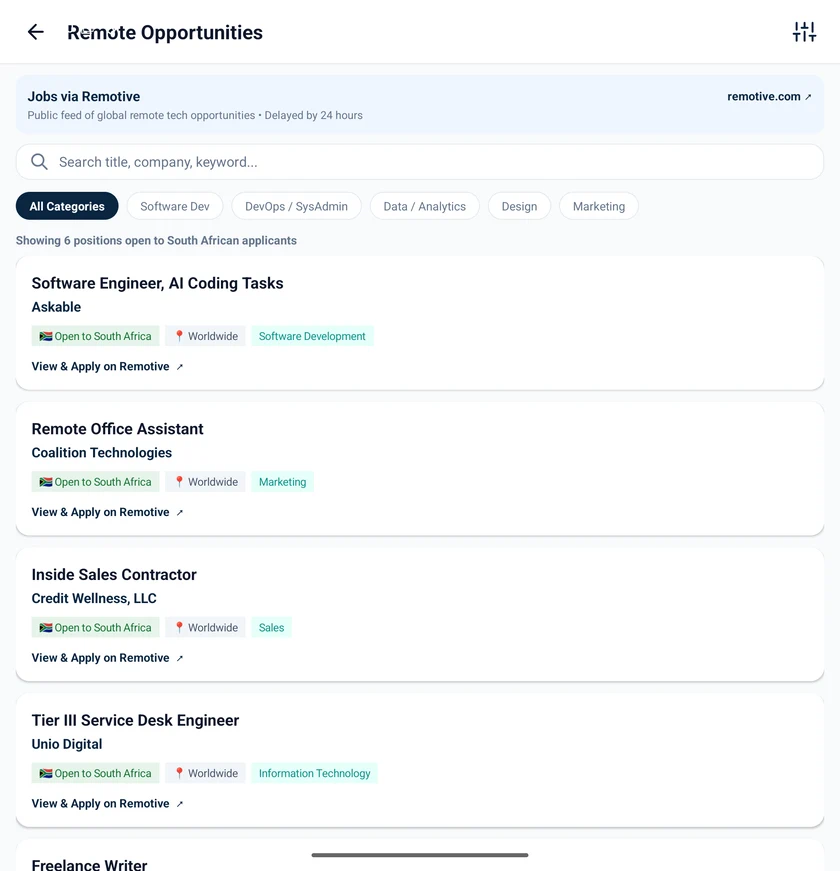 Remote Opportunities
Jobs via Remotive
remotive.com ↗
Public feed of global remote tech opportunities • Delayed by 24 hours
Search title, company, keyword...
All Categories
Software Dev
DevOps / SysAdmin
Data / Analytics
Design
Marketing
Showing 6 positions open to South African applicants
Software Engineer, AI Coding Tasks
Askable
🇿🇦 Open to South Africa
📍 Worldwide
Software Development
View & Apply on Remotive ↗
Remote Office Assistant
Coalition Technologies
🇿🇦 Open to South Africa
📍 Worldwide
Marketing
View & Apply on Remotive ↗
Inside Sales Contractor
Credit Wellness, LLC
🇿🇦 Open to South Africa
📍 Worldwide
Sales
View & Apply on Remotive ↗
Tier III Service Desk Engineer
Unio Digital
🇿🇦 Open to South Africa
📍 Worldwide
Information Technology
View & Apply on Remotive ↗
Freelance Writer